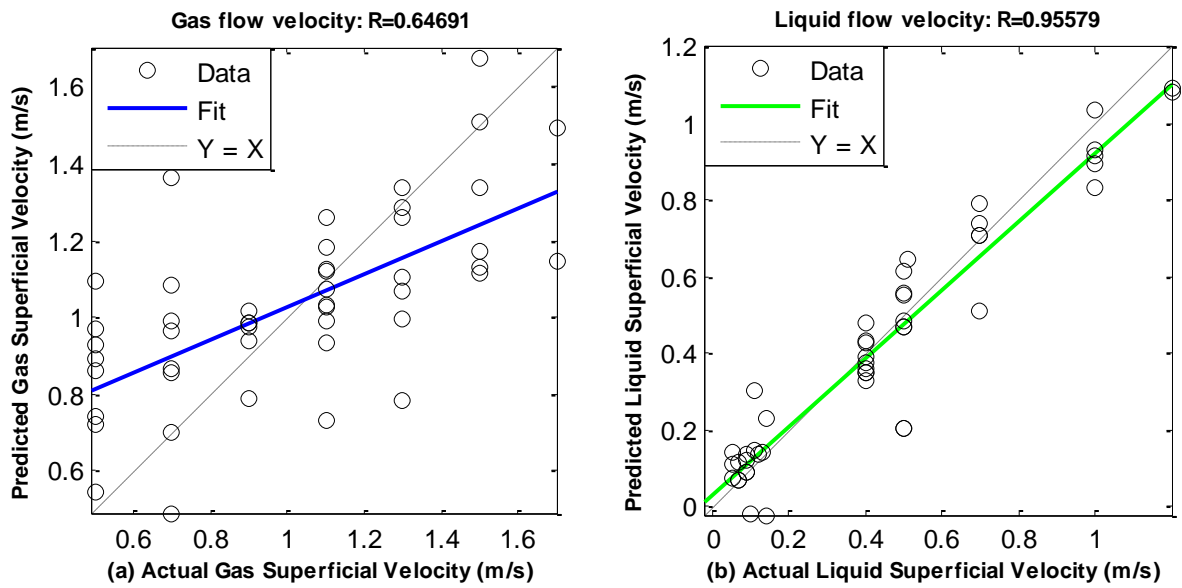 Gas flow velocity: R=0.64691
Predicted Gas Superficial Velocity (m/s)
Data
Fit
Y = X
1.6
1.4
1.2
1
0.8
0.6
0.6
0.8
1
1.2
1.4
1.6
(a) Actual Gas Superficial Velocity (m/s)
Liquid flow velocity: R=0.95579
Predicted Liquid Superficial Velocity (m/s)
Data
Fit
Y = X
1.2
1
0.8
0.6
0.4
0.2
0
0
0.2
0.4
0.6
0.8
1
(b) Actual Liquid Superficial Velocity (m/s)